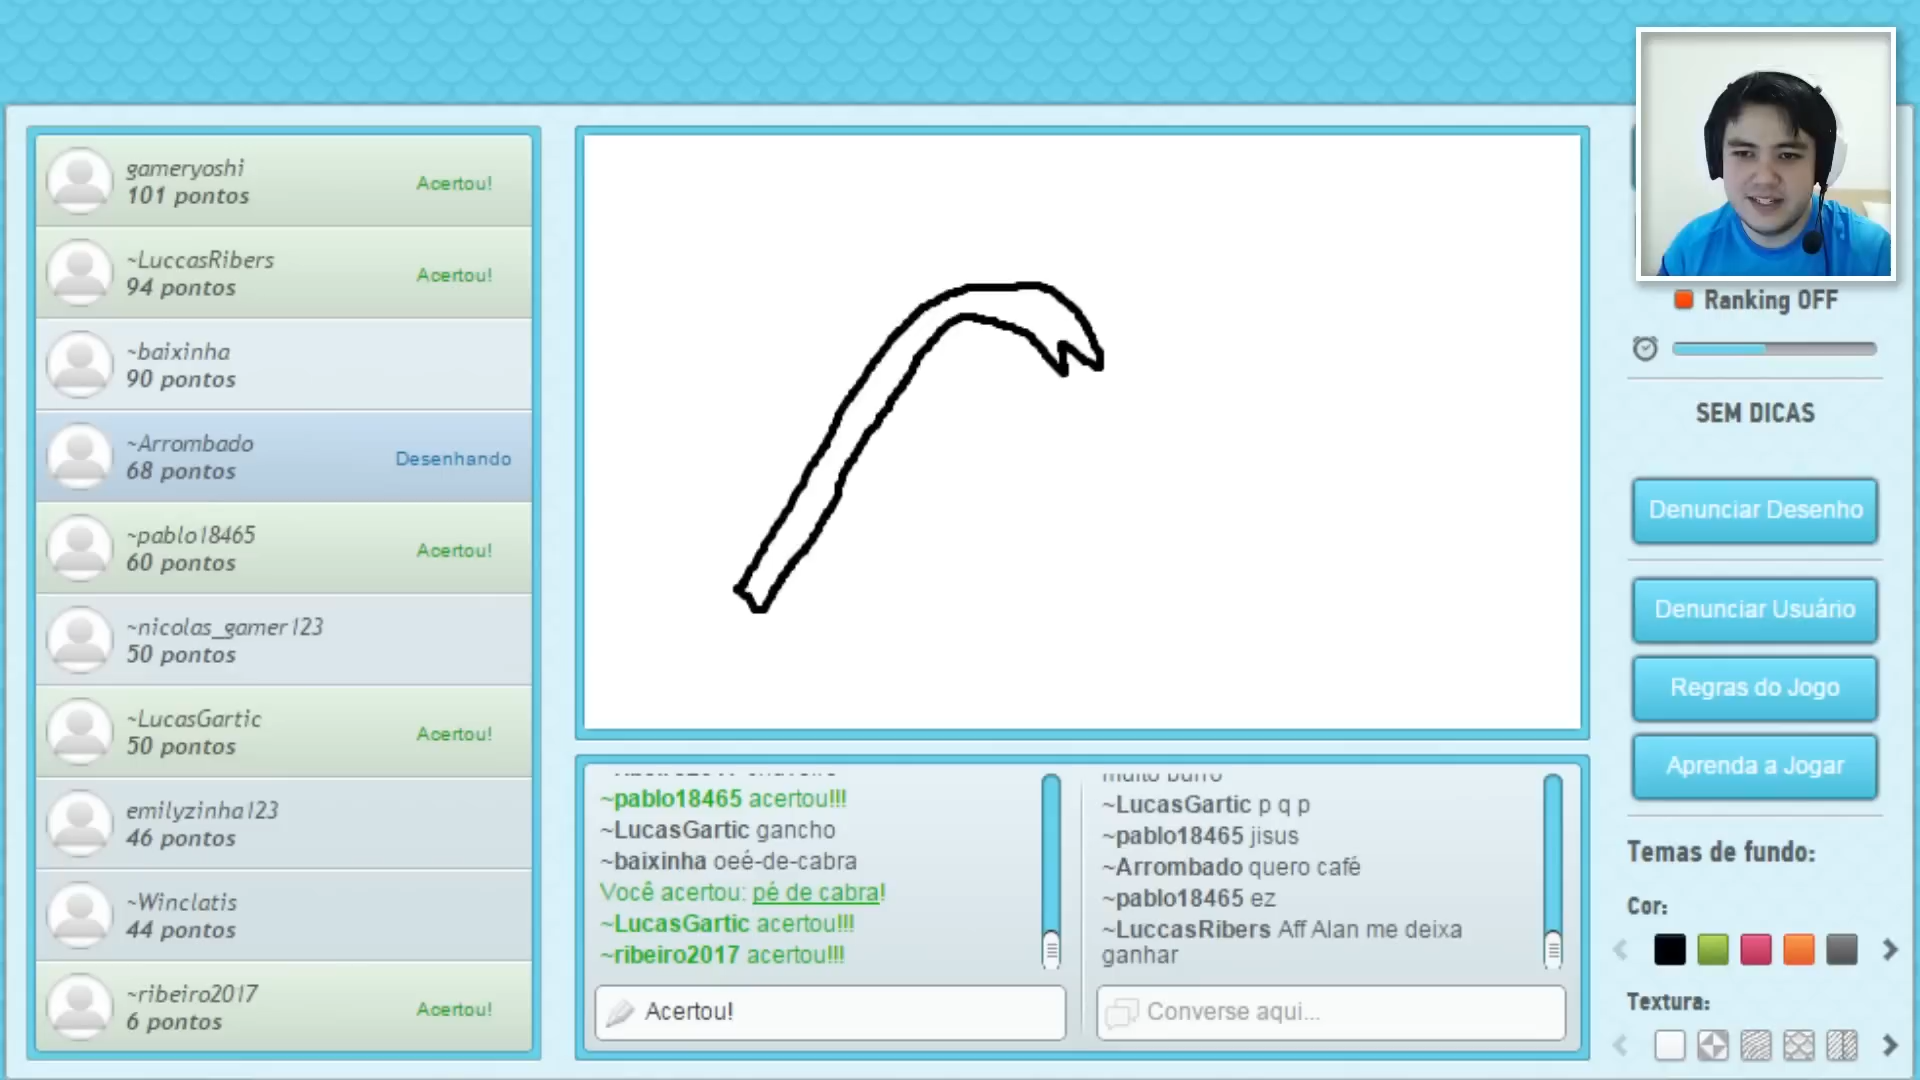 gameryoshi
101 pontos
Acertou!
~LuccasRibers
94 pontos
Acertou!
~baixinha
90 pontos
~Arrombado
68 pontos
Desenhando
~pablo18465
60 pontos
Acertou!
~nicolas_gamer123
50 pontos
~LucasGartic
50 pontos
Acertou!
emilyzinha123
46 pontos
~Winclatis
44 pontos
~ribeiro2017
6 pontos
Acertou!
~pablo18465 acertou!!!
~LucasGartic gancho
~baixinha oeé-de-cabra
Você acertou: pé de cabra!
~LucasGartic acertou!!!
~ribeiro2017 acertou!!!
Acertou!
muito burro
~LucasGartic p q p
~pablo18465 jisus
~Arrombado quero café
~pablo18465 ez
~LuccasRibers Aff Alan me deixa
ganhar
Converse aqui...
Ranking OFF
SEM DICAS
Denunciar Desenho
Denunciar Usuário
Regras do Jogo
Aprenda a Jogar
Temas de fundo:
Cor:
Textura: